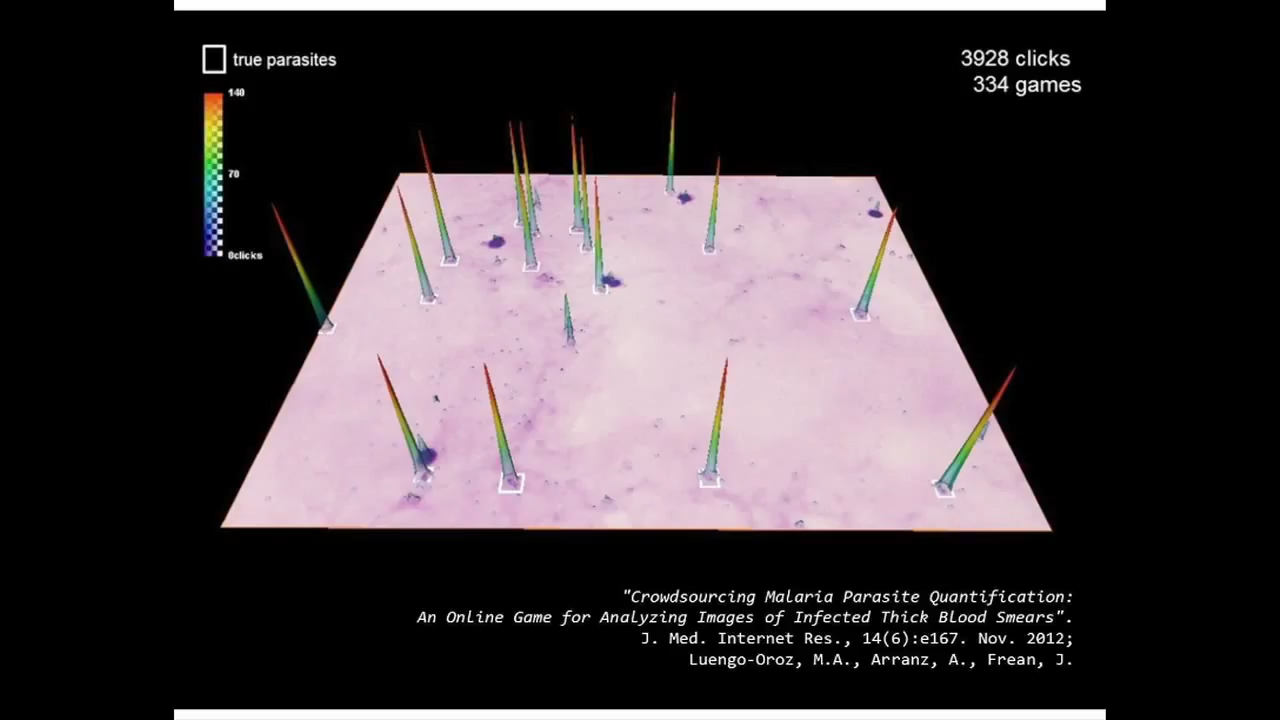 true parasites
3928 clicks
334 games
140
70
0clicks
"Crowdsourcing Malaria Parasite Quantification:
An Online Game for Analyzing Images of Infected Thick Blood Smears".
J. Med. Internet Res., 14(6):e167. Nov. 2012;
Luengo-Oroz, M.A., Arranz, A., Frean, J.